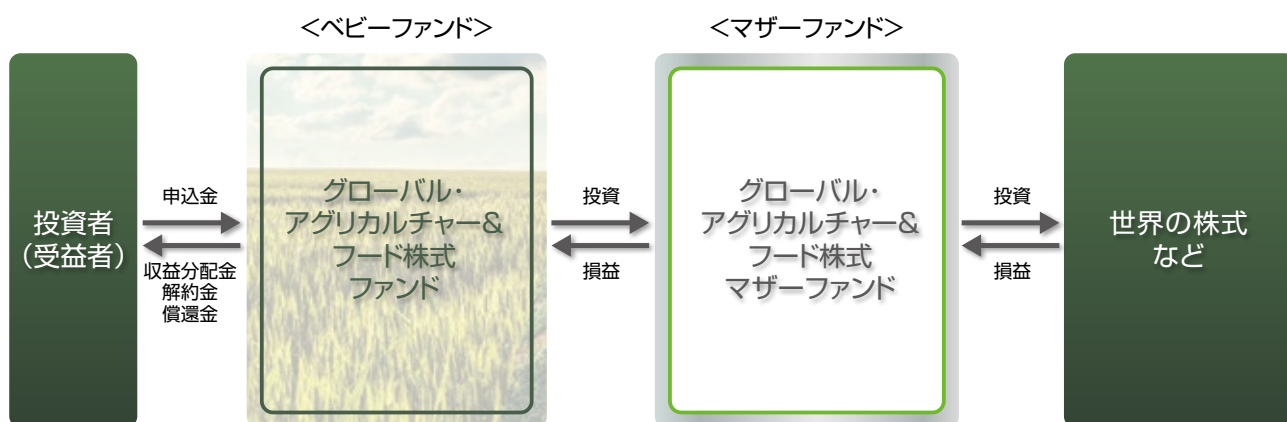 <ベビーファンド>
<マザーファンド>
投資者
(受益者)
申込金
収益分配金
解約金
償還金
グローバル・
アグリカルチャー&
フード株式
ファンド
投資
損益
グローバル・
アグリカルチャー&
フード株式
マザーファンド
投資
損益
世界の株式
など